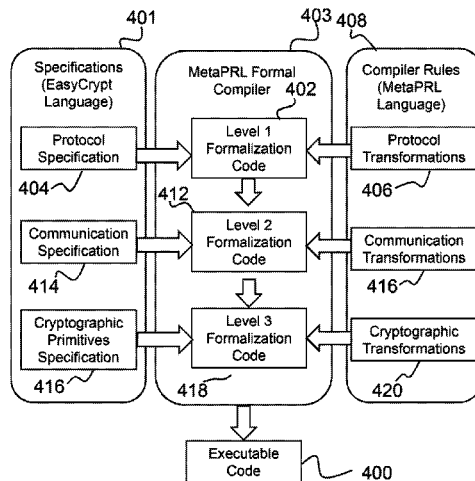 401
Specifications
(EasyCrypt
Language)
Protocol
Specification
404
Communication
Specification
414
Cryptographic
Primitives
Specification
416
403
MetaPRL Formal
Compiler
402
Level 1
Formalization
Code
412
Level 2
Formalization
Code
Level 3
Formalization
Code
418
408
Compiler Rules
(MetaPRL
Language)
Protocol
Transformations
406
Communication
Transformations
416
Cryptographic
Transformations
420
Executable
Code
400